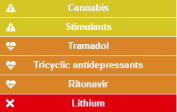 Cannabis
Stimulants
Tramadol
Tricyclic antidepressants
Ritonavir
Lithium